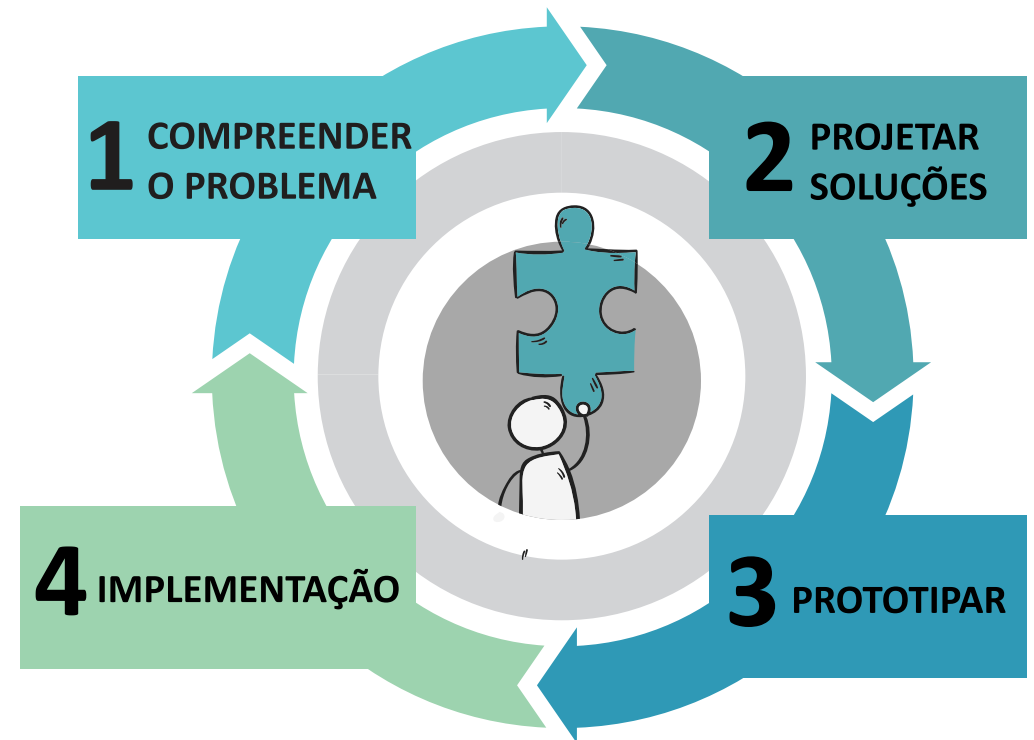 1 COMPREENDER
O PROBLEMA
2 PROJETAR
SOLUÇÕES
3 PROTOTIPAR
4 IMPLEMENTAÇÃO